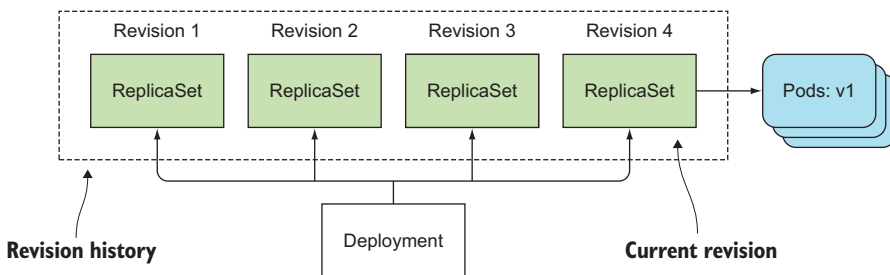 Revision 1
Revision 2
Revision 3
Revision 4
ReplicaSet
ReplicaSet
ReplicaSet
ReplicaSet
Pods: v1
Revision history
Deployment
Current revision